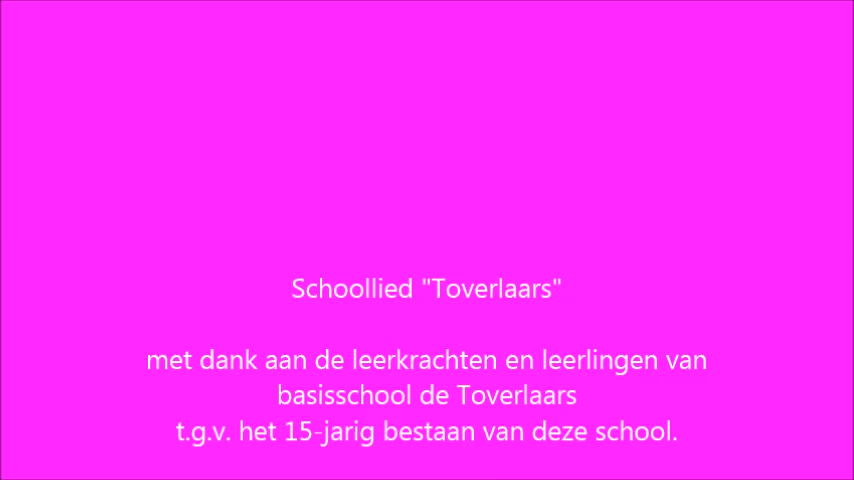 Schoollied "Toverlaars"
met dank aan de leerkrachten en leerlingen van
basisschool de Toverlaars
t.g.v. het 15-jarig bestaan van deze school.